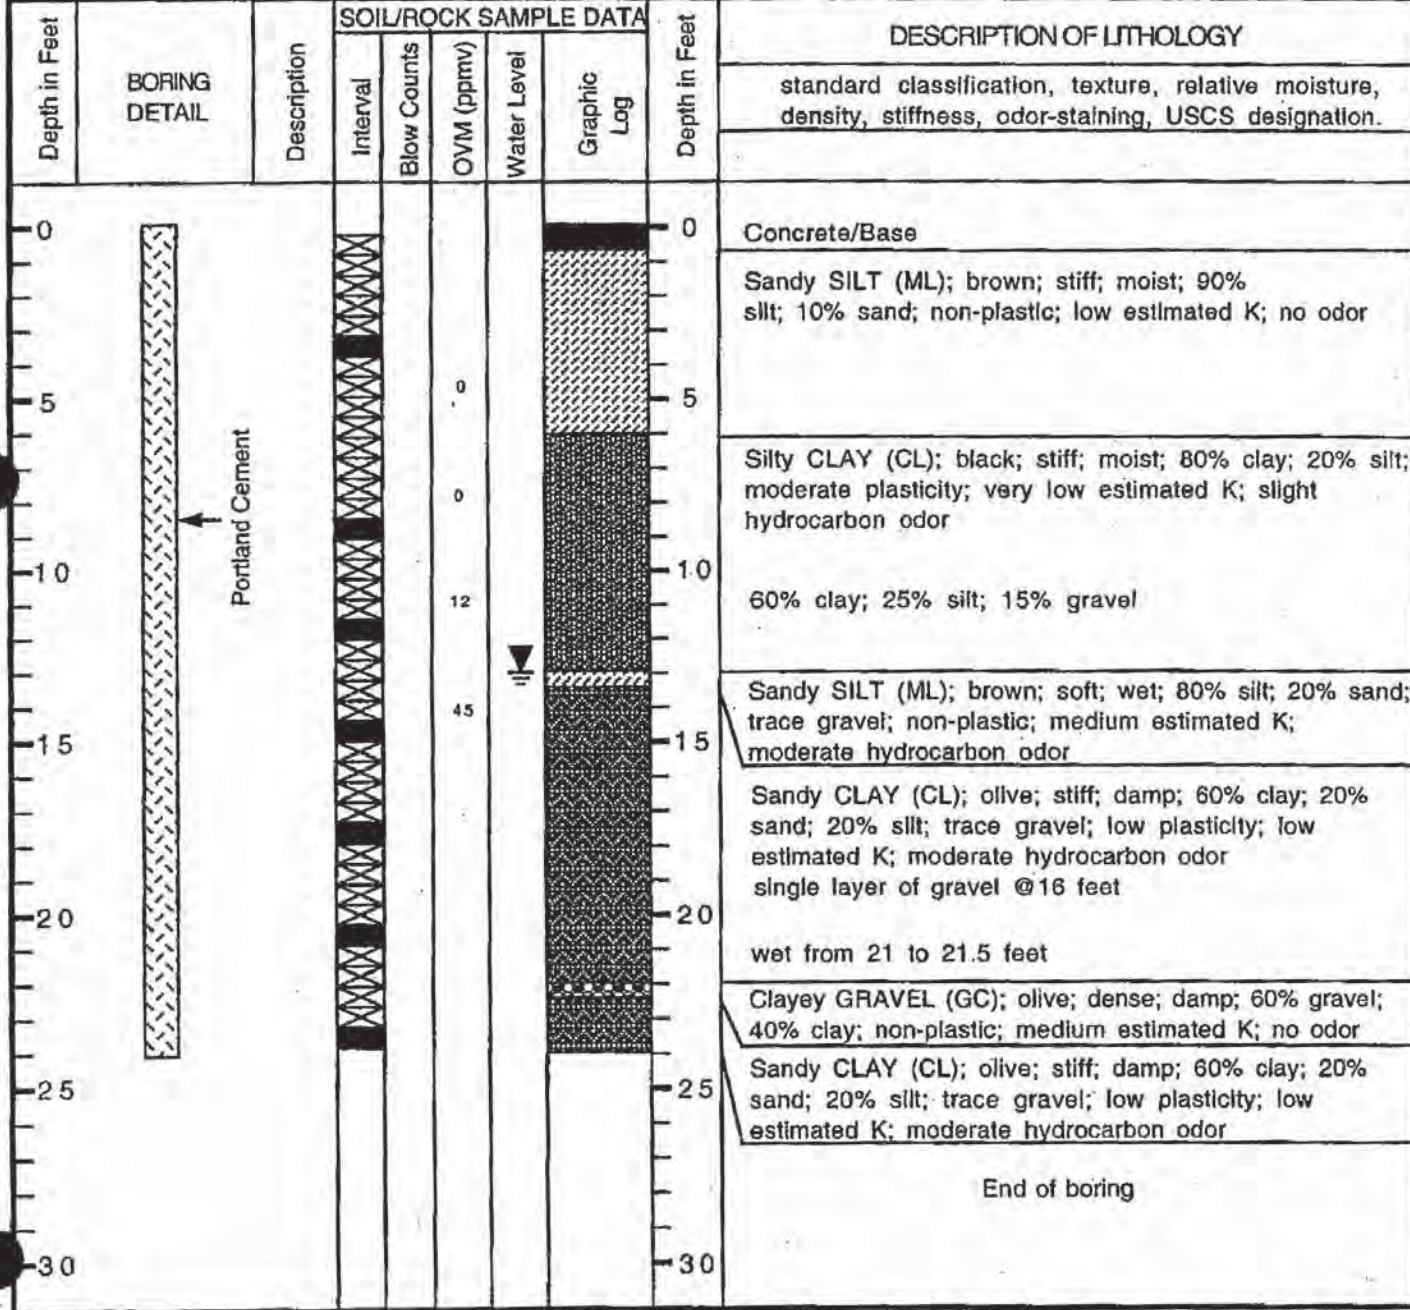 SOIL/ROCK SAMPLE DATA
Depth in Feet
BORING
DETAIL
Description
Interval
Blow Counts
OVM (ppmv)
Water Level
Graphic
Log
Depth in Feet
DESCRIPTION OF LITHOLOGY
standard classification, texture, relative moisture,
density, stiffness, odor-staining, USCS designation.
0
5
10
15
20
25
30
Portland Cement
0
0
12
45
0
5
10
15
20
25
30
Concrete/Base
Sandy SILT (ML); brown; stiff; moist; 90%
silt; 10% sand; non-plastic; low estimated K; no odor
Silty CLAY (CL); black; stiff; moist; 80% clay; 20% silt;
moderate plasticity; very low estimated K; slight
hydrocarbon odor
60% clay; 25% silt; 15% gravel
Sandy SILT (ML); brown; soft; wet; 80% silt; 20% sand;
trace gravel; non-plastic; medium estimated K;
moderate hydrocarbon odor
Sandy CLAY (CL); olive; stiff; damp; 60% clay; 20%
sand; 20% silt; trace gravel; low plasticity; low
estimated K; moderate hydrocarbon odor
single layer of gravel @16 feet
wet from 21 to 21.5 feet
Clayey GRAVEL (GC); olive; dense; damp; 60% gravel;
40% clay; non-plastic; medium estimated K; no odor
Sandy CLAY (CL); olive; stiff; damp; 60% clay; 20%
sand; 20% silt; trace gravel; low plasticity; low
estimated K; moderate hydrocarbon odor
End of boring